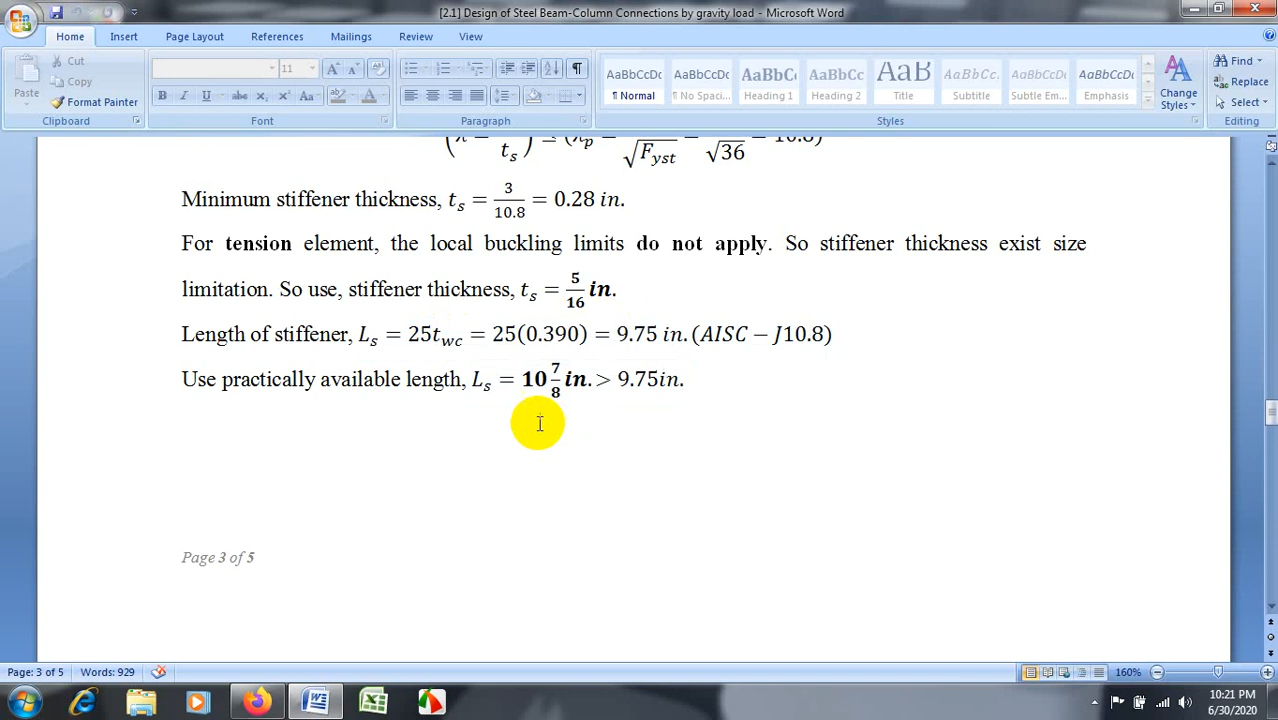 [2.1] Design of Steel Beam-Column Connections by gravity load - Microsoft Word
Home Insert Page Layout References Mailings Review View
Paste
Cut
Copy
Format Painter
Clipboard
11
Font
Paragraph
AaBbCcDc AaBbCcDc AaBbCc AaBbCc AaB AaBbCcDc AaBbCcDc AaBbCcDc
¶ Normal ¶ No Spaci... Heading 1 Heading 2 Title Subtitle Subtle Em... Emphasis
Change Styles
Styles
Find
Replace
Select
Editing
t_s √F_yst √36
Minimum stiffener thickness, t_s = 3/10.8 = 0.28 in.
For tension element, the local buckling limits do not apply. So stiffener thickness exist size
limitation. So use, stiffener thickness, t_s = 5/16 in.
Length of stiffener, L_s = 25t_wc = 25(0.390) = 9.75 in. (AISC − J10.8)
Use practically available length, L_s = 10 7/8 in. > 9.75in.
Page 3 of 5
Page: 3 of 5 Words: 929 160%
10:21 PM
6/30/2020